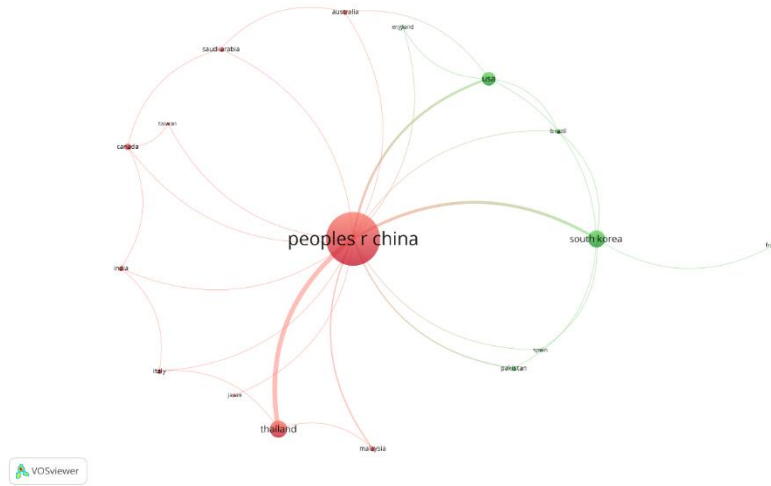 australia
england
saudi arabia
usa
taiwan
brazil
canada
peoples r china
south korea
fr
india
spain
pakistan
italy
japan
thailand
malaysia
VOSviewer